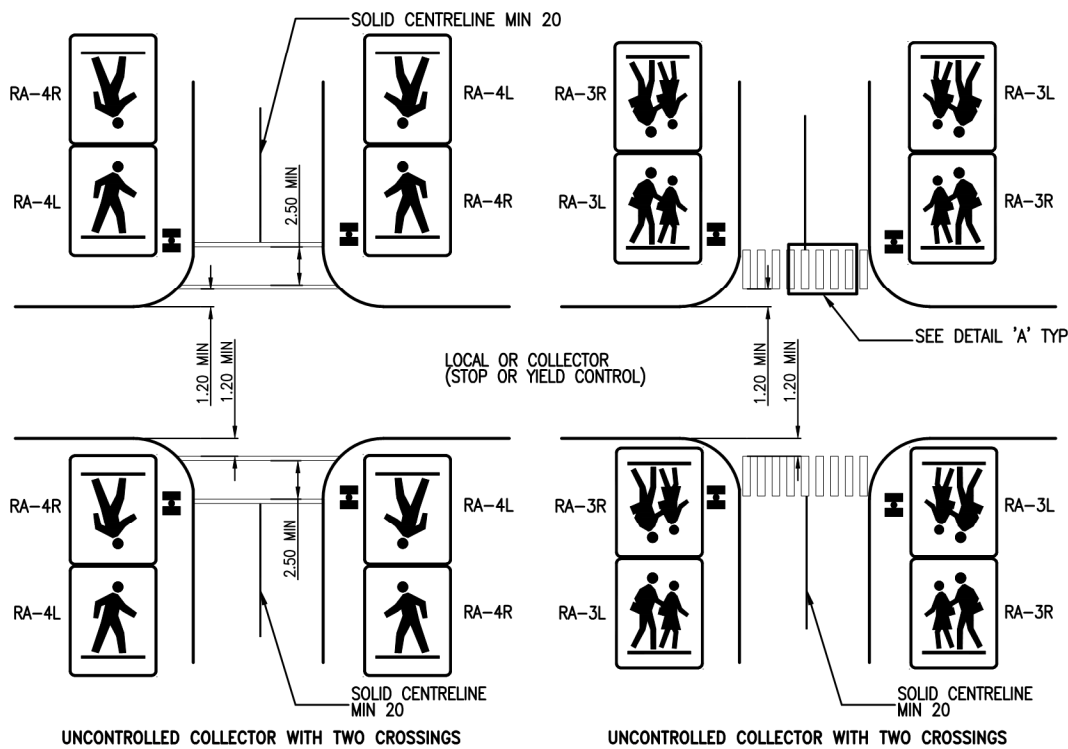 SOLID CENTRELINE MIN 20
RA-4R
RA-4L
RA-4L
RA-4R
2.50 MIN
RA-3R
RA-3L
RA-3L
RA-3R
SEE DETAIL 'A' TYP
1.20 MIN
1.20 MIN
LOCAL OR COLLECTOR
(STOP OR YIELD CONTROL)
1.20 MIN
1.20 MIN
RA-4R
RA-4L
RA-4L
RA-4R
2.50 MIN
RA-3R
RA-3L
RA-3L
RA-3R
SOLID CENTRELINE
MIN 20
SOLID CENTRELINE
MIN 20
UNCONTROLLED COLLECTOR WITH TWO CROSSINGS
UNCONTROLLED COLLECTOR WITH TWO CROSSINGS